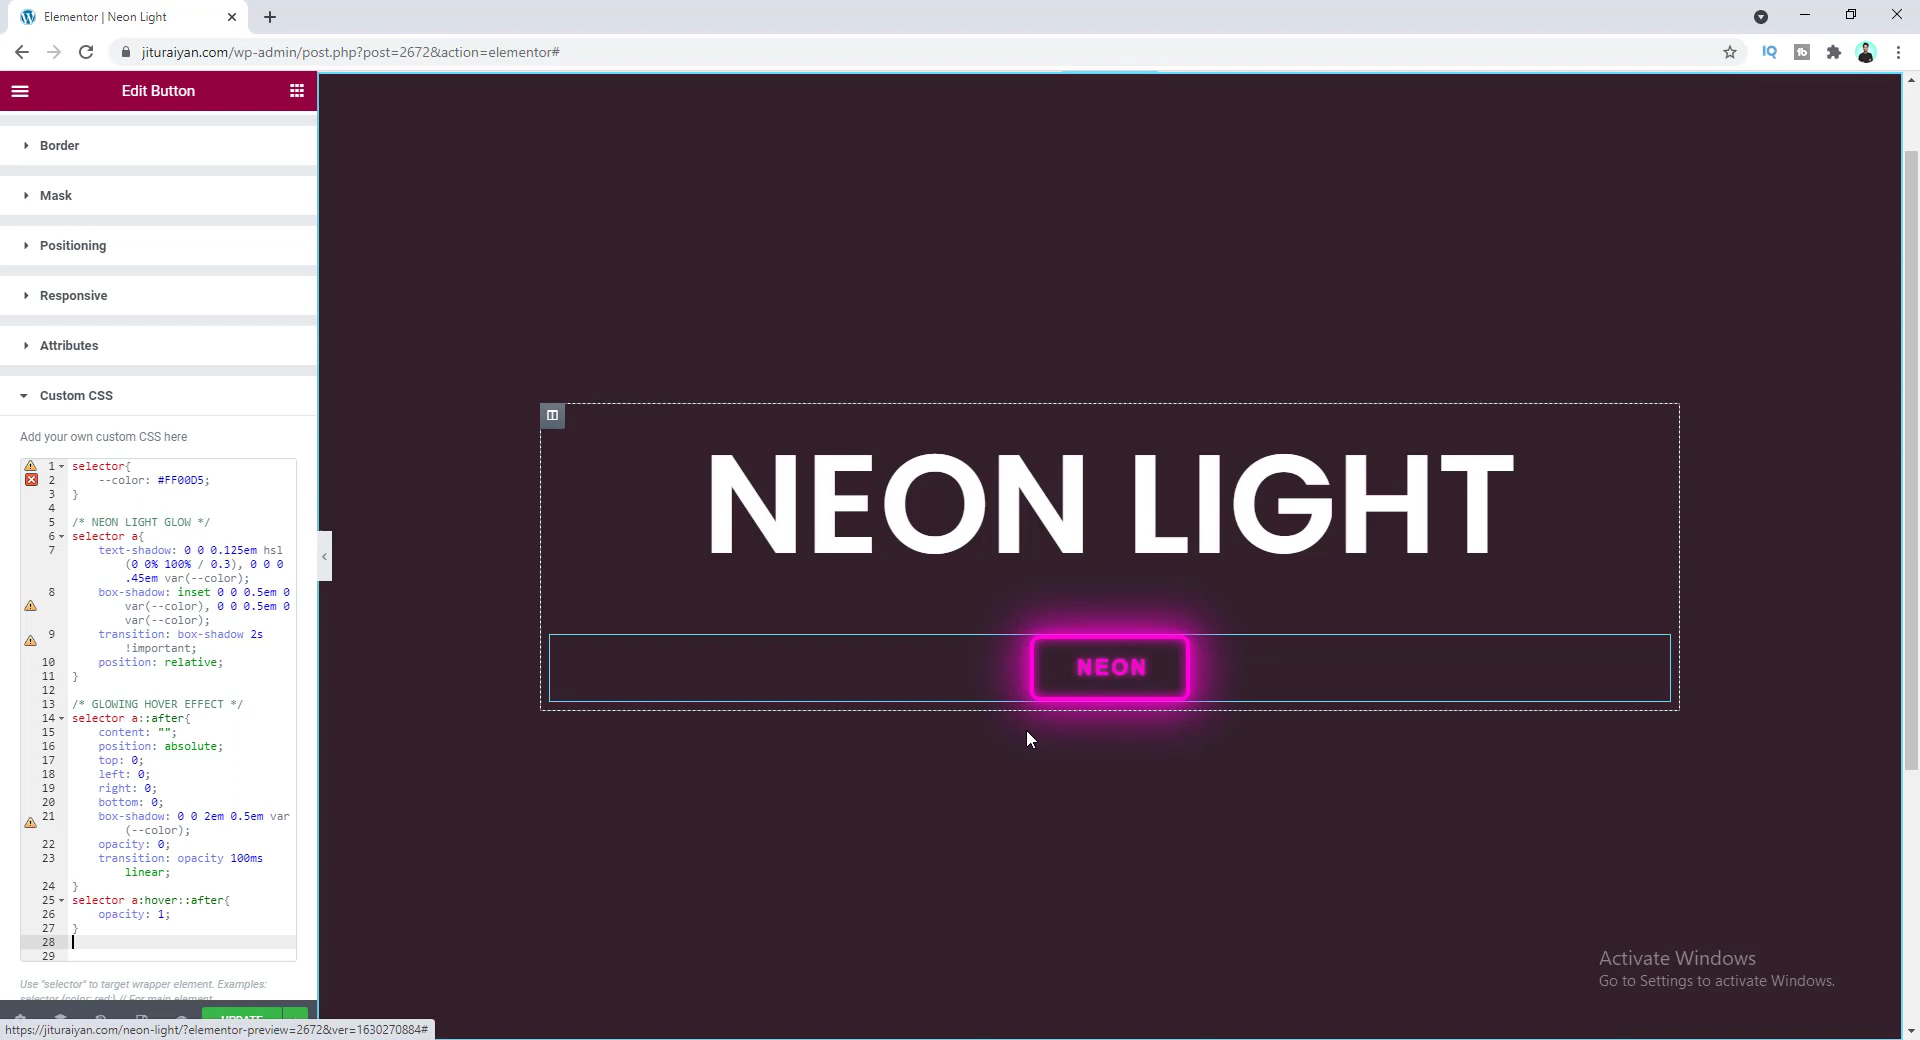 Elementor | Neon Light
jituraiyan.com/wp-admin/post.php?post=2672&action=elementor#
IQ
Edit Button
Border
Mask
Positioning
Responsive
Attributes
Custom CSS
Add your own custom CSS here
1 selector{
2 --color: #FF00D5;
3 }
4
5 /* NEON LIGHT GLOW */
6 selector a{
7 text-shadow: 0 0 0.125em hsl
(0 0% 100% / 0.3), 0 0 0
.45em var(--color);
8 box-shadow: inset 0 0 0.5em 0
var(--color), 0 0 0.5em 0
var(--color);
9 transition: box-shadow 2s
!important;
10 position: relative;
11 }
12
13 /* GLOWING HOVER EFFECT */
14 selector a::after{
15 content: "";
16 position: absolute;
17 top: 0;
18 left: 0;
19 right: 0;
20 bottom: 0;
21 box-shadow: 0 0 2em 0.5em var
(--color);
22 opacity: 0;
23 transition: opacity 100ms
linear;
24 }
25 selector a:hover::after{
26 opacity: 1;
27 }
28
29
Use "selector" to target wrapper element. Examples:
selector {color: red;} // For main element
UPDATE
https://jituraiyan.com/neon-light/?elementor-preview=2672&ver=1630270884#
NEON LIGHT
NEON
Activate Windows
Go to Settings to activate Windows.